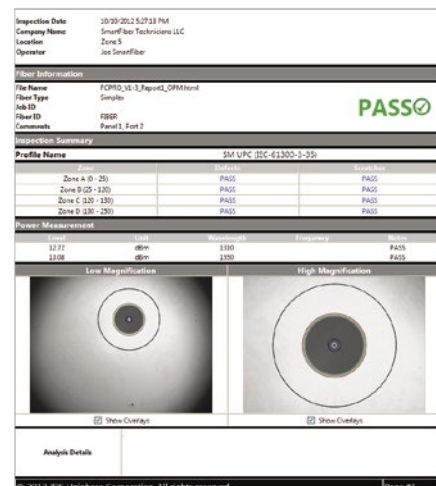 Inspection Date 10/10/2012 5:27:13 PM
Company Name SmartFiber Technicians LLC
Location Zone 5
Operator Joe SmartFiber
Fiber Information
File Name FCPRO_V1-3_Report1_OPM.html
Fiber Type Simplex
Job ID
Fiber ID FIBER
Comments Panel 1, Port 2
PASS
Inspection Summary
Profile Name SM UPC (IEC-61300-3-35)
Zone Defects Scratches
Zone A (0 - 25) PASS PASS
Zone B (25 - 120) PASS PASS
Zone C (120 - 130) PASS PASS
Zone D (130 - 250) PASS PASS
Power Measurement
Level Unit Wavelength Frequency Notes
dBm 1310 PASS
dBm 1550 PASS
Low Magnification High Magnification
Show Overlays Show Overlays
Analysis Details